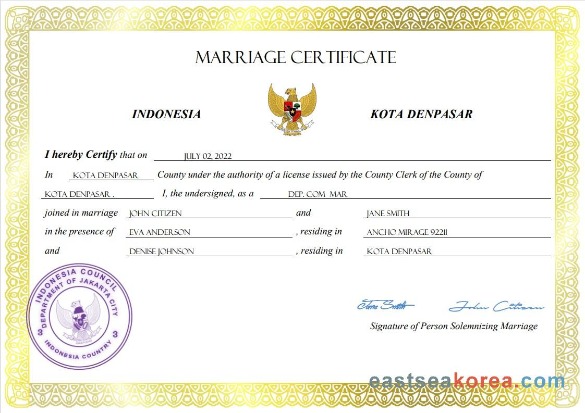 MARRIAGE CERTIFICATE
INDONESIA KOTA DENPASAR
I hereby Certify that on JULY 02, 2022
In KOTA DENPASAR County under the authority of a license issued by the County Clerk of the County of
KOTA DENPASAR , I, the undersigned, as a DEP. COM MAR
joined in marriage JOHN CITIZEN and JANE SMITH
in the presence of EVA ANDERSON , residing in ANCHO MIRAGE 92211
and DENISE JOHNSON , residing in KOTA DENPASAR
INDONESIA COUNCIL
DEPARTMENT OF JAKARTA CITY
3 3
INDONESIA COUNTRY
Smith John Citizen
Signature of Person Solemnizing Marriage
eastseakorea.com